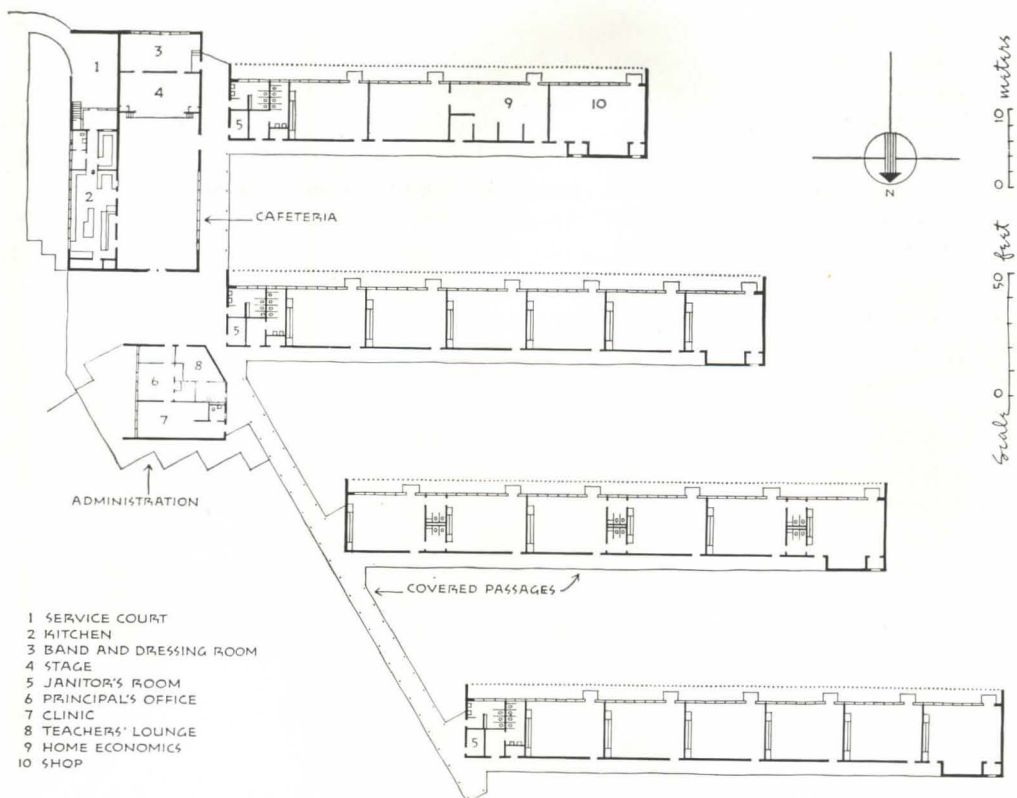 3
1
4
5
9
10
2
CAFETERIA
5
6
8
7
ADMINISTRATION
N
Scale 0 50 feet 0 10 meters
COVERED PASSAGES
5
1 SERVICE COURT
2 KITCHEN
3 BAND AND DRESSING ROOM
4 STAGE
5 JANITOR'S ROOM
6 PRINCIPAL'S OFFICE
7 CLINIC
8 TEACHERS' LOUNGE
9 HOME ECONOMICS
10 SHOP